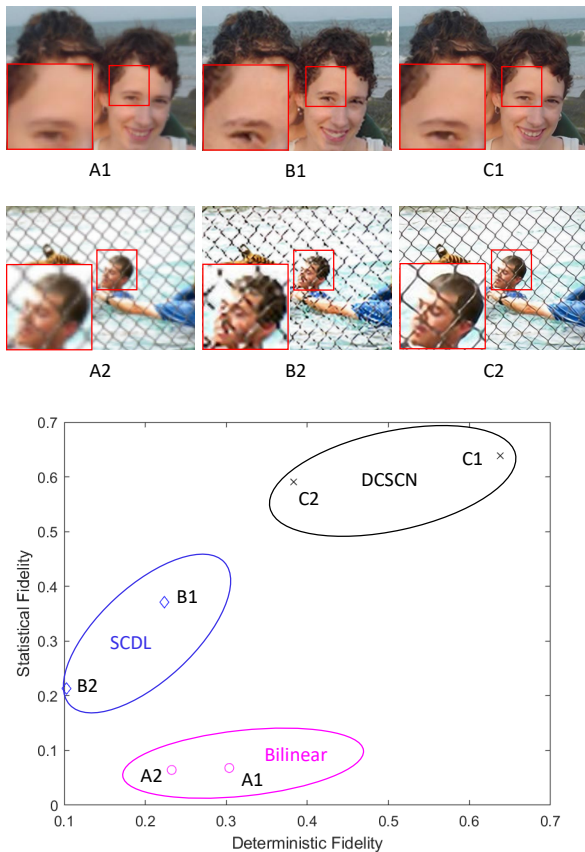 A1
B1
C1
A2
B2
C2
0.7
0.6
0.5
0.4
0.3
0.2
0.1
0
Statistical Fidelity
C1
DCSCN
C2
B1
SCDL
B2
Bilinear
A2
A1
0.1
0.2
0.3
0.4
0.5
0.6
0.7
Deterministic Fidelity